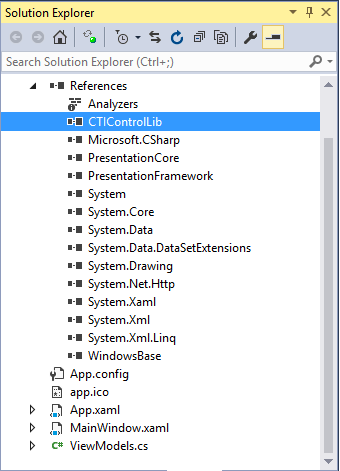 Solution Explorer
Search Solution Explorer (Ctrl+;)
References
Analyzers
CTIControlLib
Microsoft.CSharp
PresentationCore
PresentationFramework
System
System.Core
System.Data
System.Data.DataSetExtensions
System.Drawing
System.Net.Http
System.Xaml
System.Xml
System.Xml.Linq
WindowsBase
App.config
app.ico
App.xaml
MainWindow.xaml
C# ViewModels.cs